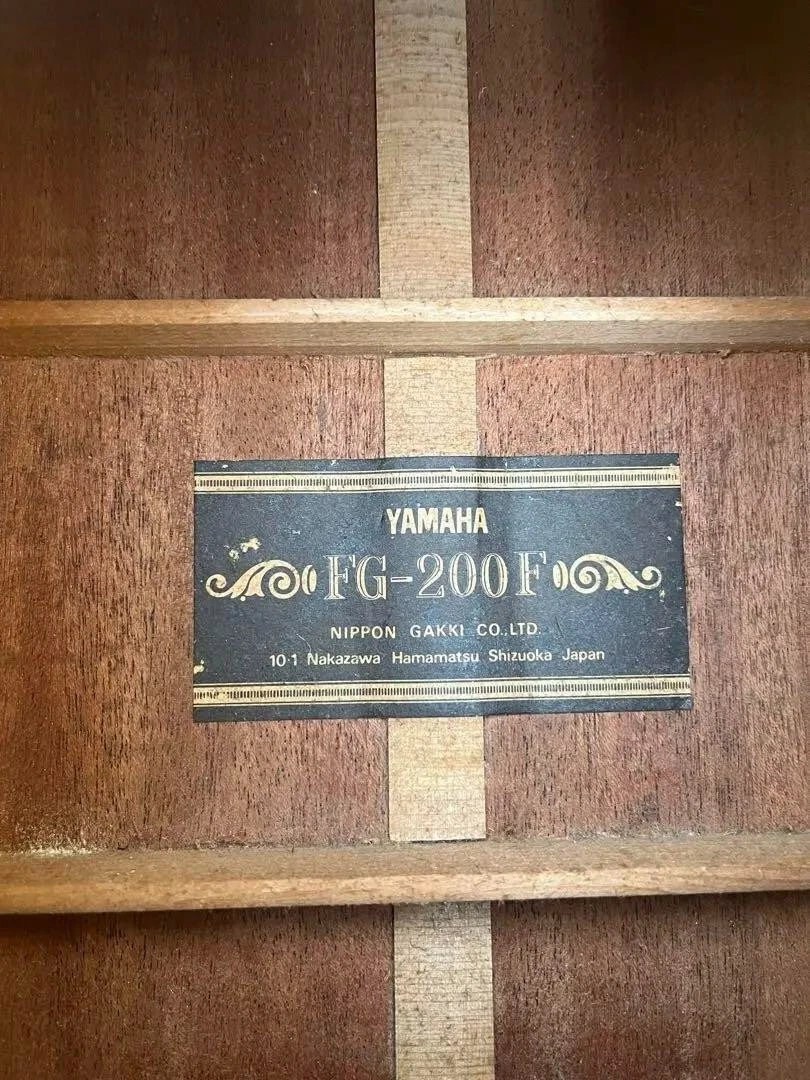 YAMAHA
FG-200F
NIPPON GAKKI CO.,LTD.
10-1 Nakazawa Hamamatsu Shizuoka Japan